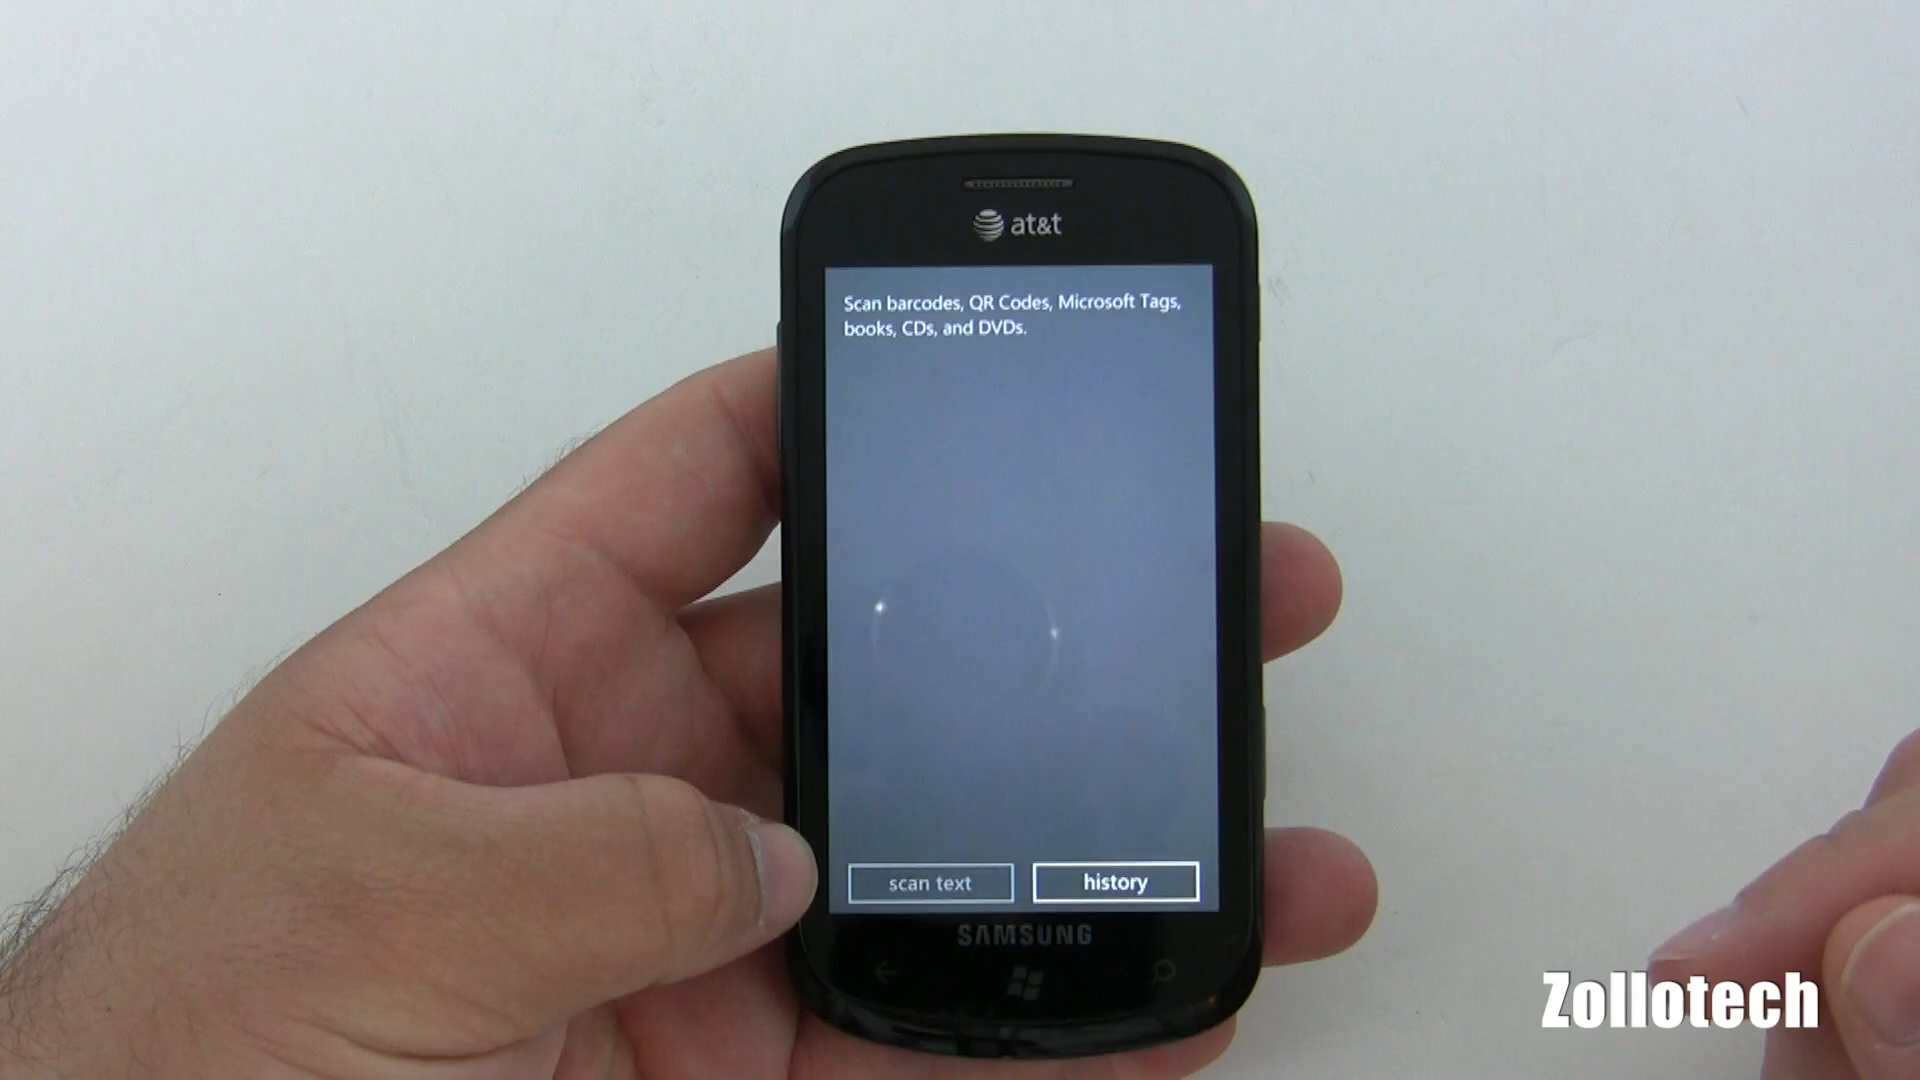 at&t
Scan barcodes, QR Codes, Microsoft Tags,
books, CDs, and DVDs.
scan text
history
SAMSUNG
Zollotech